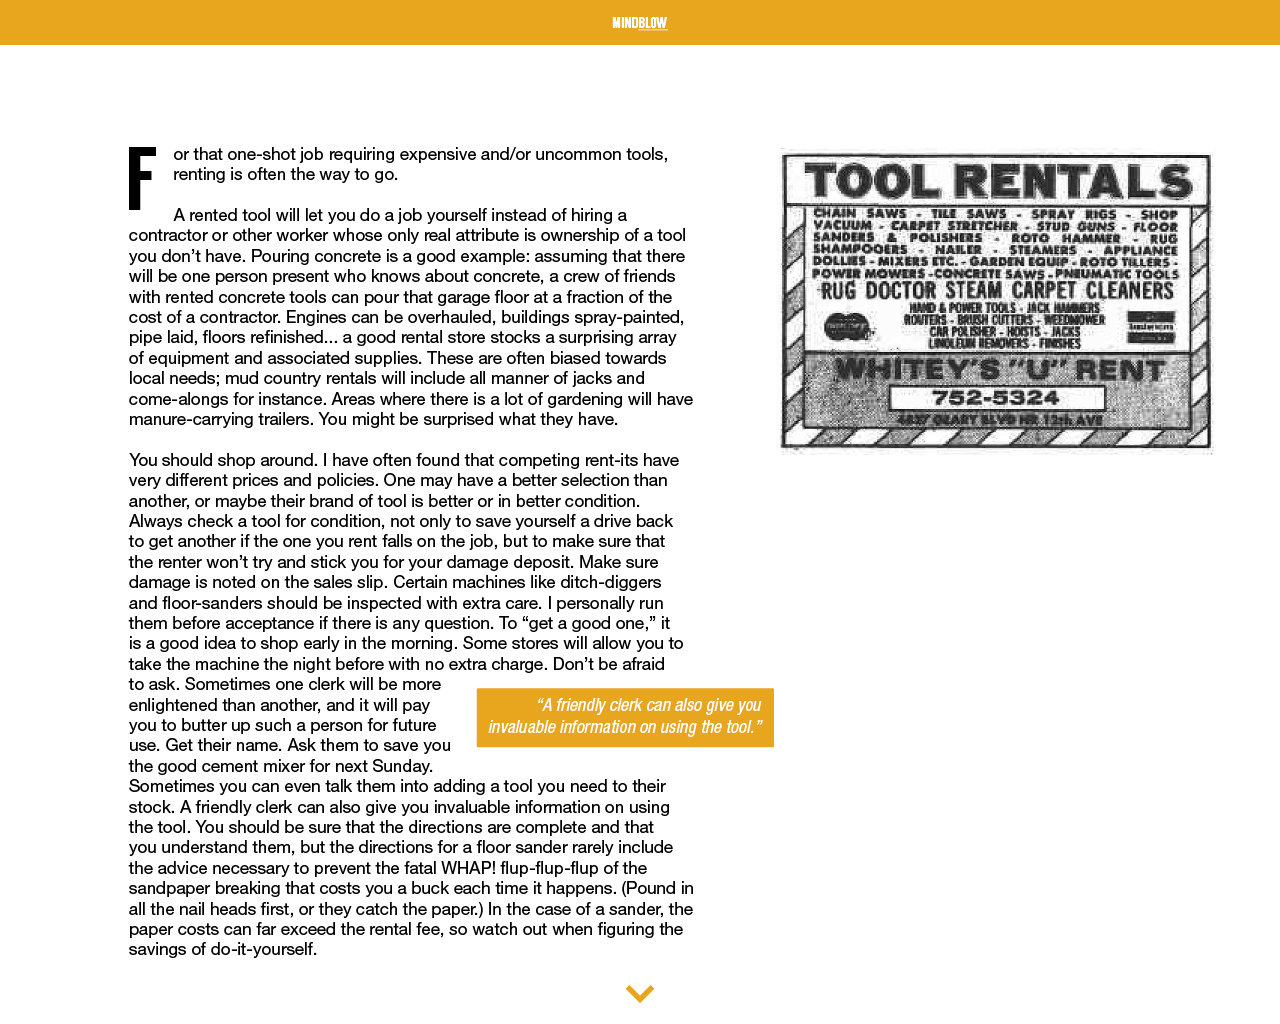 MINDBLOW
For that one-shot job requiring expensive and/or uncommon tools,
renting is often the way to go.
A rented tool will let you do a job yourself instead of hiring a
contractor or other worker whose only real attribute is ownership of a tool
you don’t have. Pouring concrete is a good example: assuming that there
will be one person present who knows about concrete, a crew of friends
with rented concrete tools can pour that garage floor at a fraction of the
cost of a contractor. Engines can be overhauled, buildings spray-painted,
pipe laid, floors refinished... a good rental store stocks a surprising array
of equipment and associated supplies. These are often biased towards
local needs; mud country rentals will include all manner of jacks and
come-alongs for instance. Areas where there is a lot of gardening will have
manure-carrying trailers. You might be surprised what they have.
You should shop around. I have often found that competing rent-its have
very different prices and policies. One may have a better selection than
another, or maybe their brand of tool is better or in better condition.
Always check a tool for condition, not only to save yourself a drive back
to get another if the one you rent falls on the job, but to make sure that
the renter won’t try and stick you for your damage deposit. Make sure
damage is noted on the sales slip. Certain machines like ditch-diggers
and floor-sanders should be inspected with extra care. I personally run
them before acceptance if there is any question. To “get a good one,” it
is a good idea to shop early in the morning. Some stores will allow you to
take the machine the night before with no extra charge. Don’t be afraid
to ask. Sometimes one clerk will be more
enlightened than another, and it will pay
you to butter up such a person for future
use. Get their name. Ask them to save you
the good cement mixer for next Sunday.
Sometimes you can even talk them into adding a tool you need to their
stock. A friendly clerk can also give you invaluable information on using
the tool. You should be sure that the directions are complete and that
you understand them, but the directions for a floor sander rarely include
the advice necessary to prevent the fatal WHAP! flup-flup-flup of the
sandpaper breaking that costs you a buck each time it happens. (Pound in
all the nail heads first, or they catch the paper.) In the case of a sander, the
paper costs can far exceed the rental fee, so watch out when figuring the
savings of do-it-yourself.
“A friendly clerk can also give you
invaluable information on using the tool.”
TOOL RENTALS
CHAIN SAWS - TILE SAWS - SPRAY RIGS - SHOP
VACUUM - CARPET STRETCHER - STUD GUNS - FLOOR
SANDERS & POLISHERS - ROTO HAMMER - RUG
SHAMPOOERS - NAILER - STEAMERS - APPLIANCE
DOLLIES - MIXERS ETC. - GARDEN EQUIP - ROTO TILLERS -
POWER MOWERS - CONCRETE SAWS - PNEUMATIC TOOLS
RUG DOCTOR STEAM CARPET CLEANERS
HAND & POWER TOOLS - JACK HAMMERS
ROUTERS - BRUSH CUTTERS - WEEDMOWER
CAR POLISHER - HOISTS - JACKS
LINOLEUM REMOVERS - FINISHES
WHITEY'S "U" RENT
752-5324
GEARY BLVD NR 12th AVE